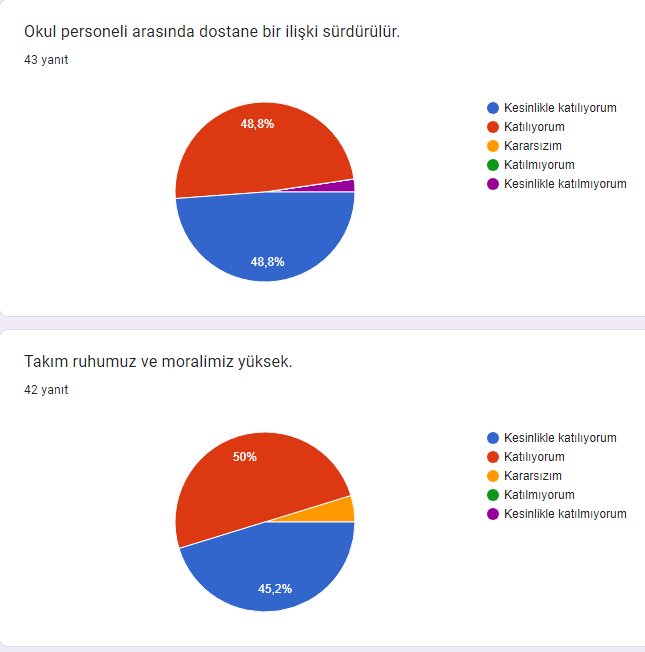 Okul personeli arasında dostane bir ilişki sürdürülür.
43 yanıt
48,8%
48,8%
Kesinlikle katılıyorum
Katılıyorum
Kararsızım
Katılmıyorum
Kesinlikle katılmıyorum
Takım ruhumuz ve moralimiz yüksek.
42 yanıt
50%
45,2%
Kesinlikle katılıyorum
Katılıyorum
Kararsızım
Katılmıyorum
Kesinlikle katılmıyorum